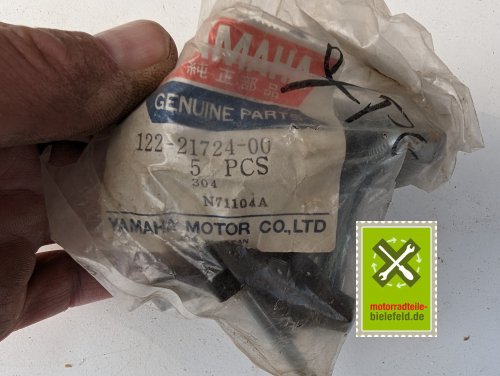 YAMAHA
純正部品
GENUINE PARTS
122-21724-00
5 PCS
304
N71104A
YAMAHA MOTOR CO.,LTD
motorradteile-
bielefeld.de